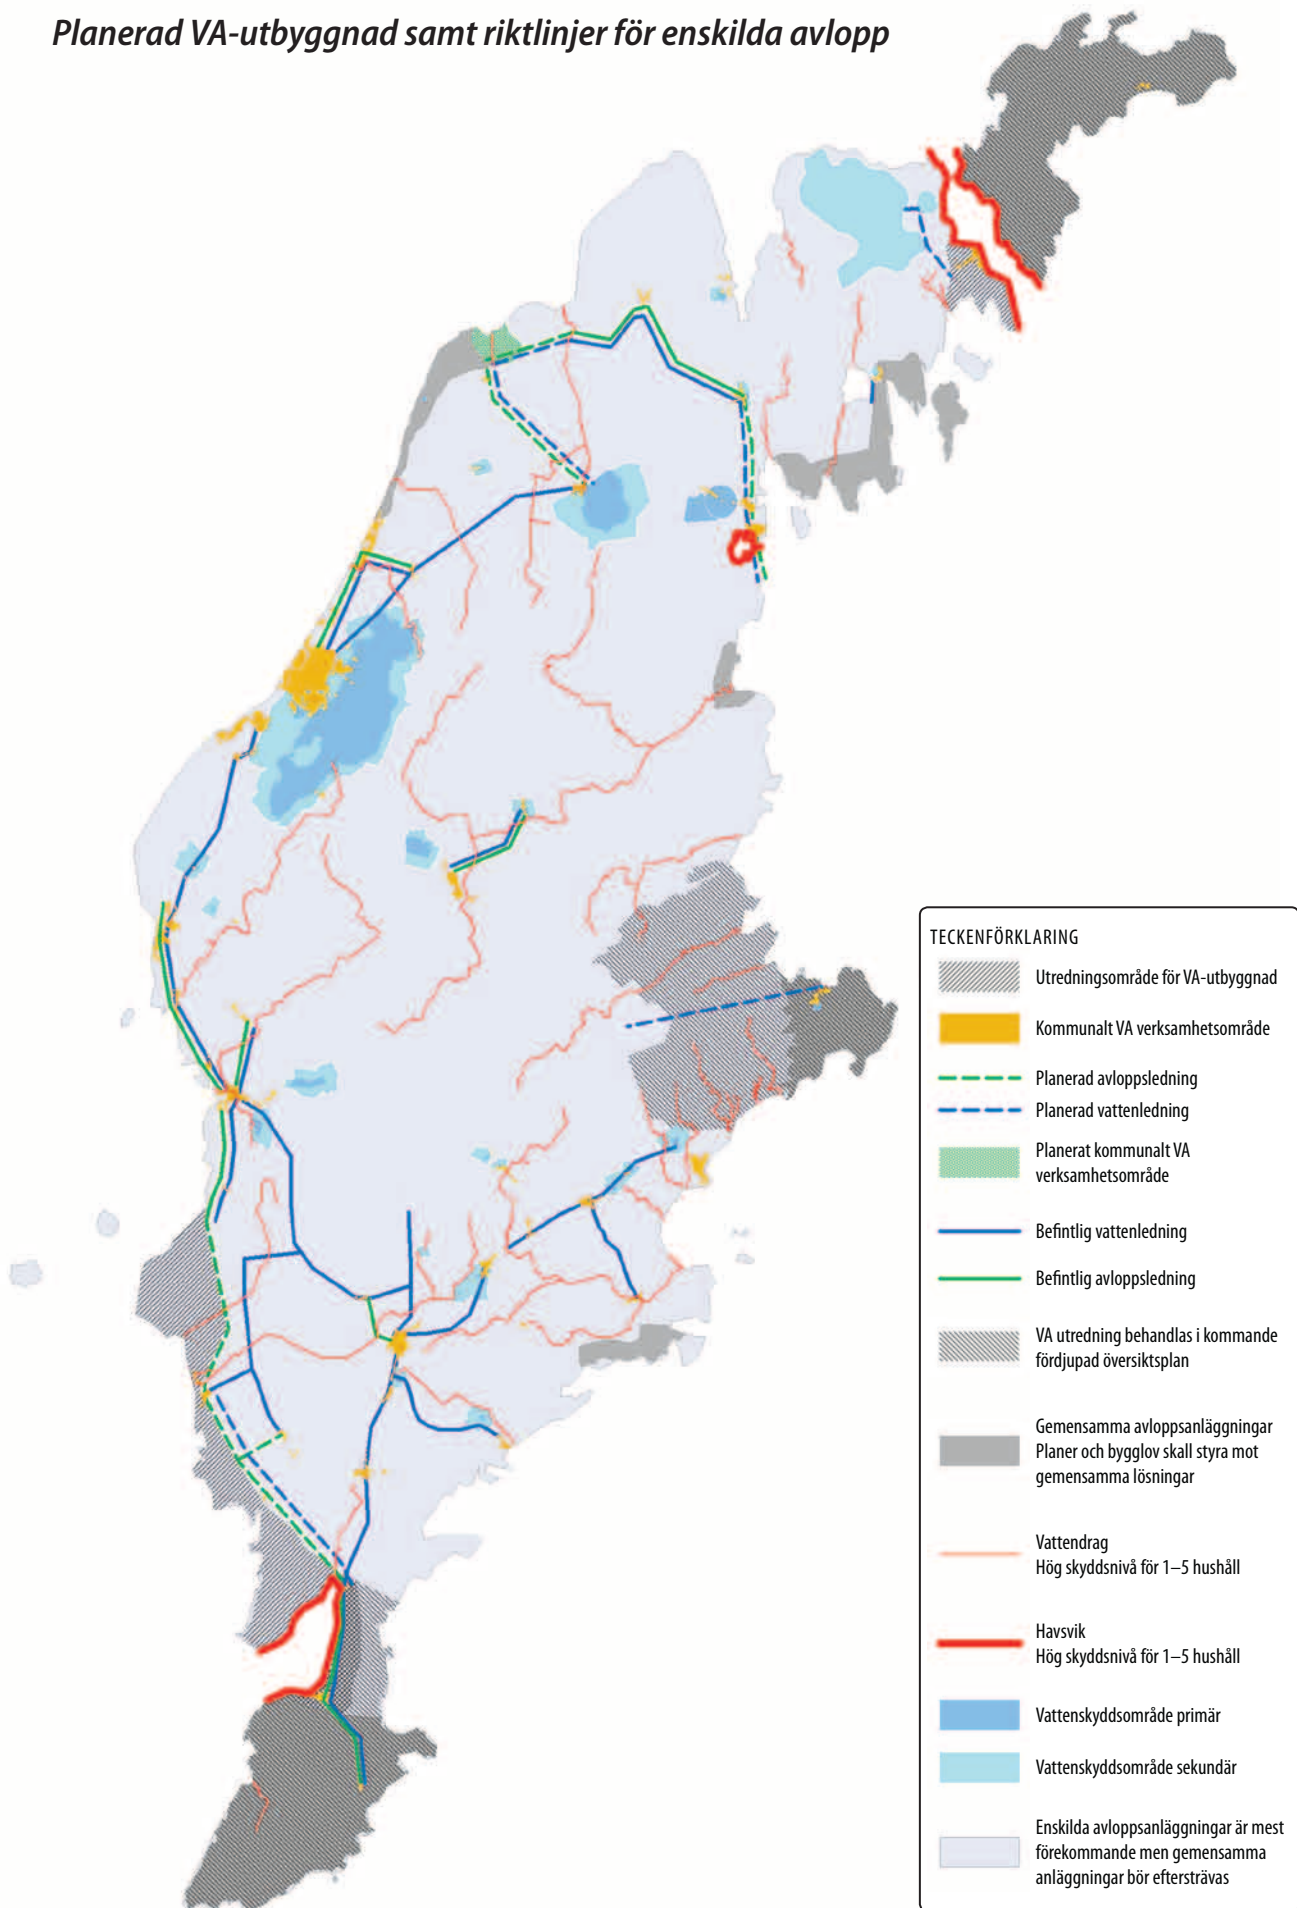 Planerad VA-utbyggnad samt riktlinjer för enskilda avlopp
TECKENFÖRKLARING
Utredningsområde för VA-utbyggnad
Kommunalt VA verksamhetsområde
Planerad avloppsledning
Planerad vattenledning
Planerat kommunalt VA
verksamhetsområde
Befintlig vattenledning
Befintlig avloppsledning
VA utredning behandlas i kommande
fördjupad översiktsplan
Gemensamma avloppsanläggningar
Planer och bygglov skall styra mot
gemensamma lösningar
Vattendrag
Hög skyddsnivå för 1–5 hushåll
Havsvik
Hög skyddsnivå för 1–5 hushåll
Vattenskyddsområde primär
Vattenskyddsområde sekundär
Enskilda avloppsanläggningar är mest
förekommande men gemensamma
anläggningar bör eftersträvas